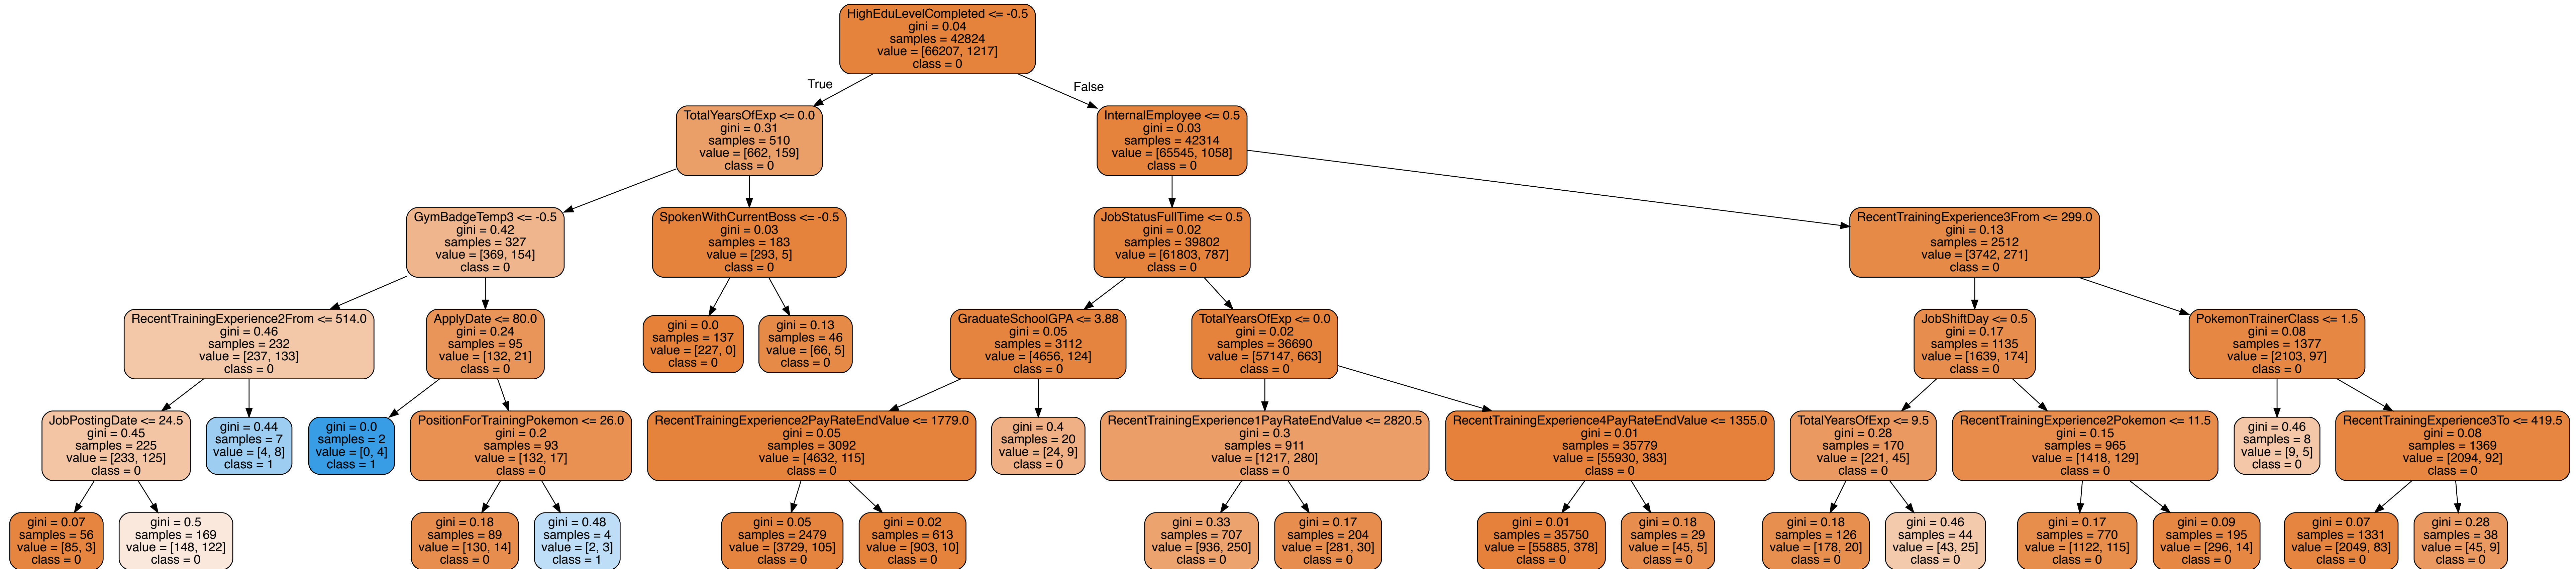 HighEduLevelCompleted <= -0.5
gini = 0.04
samples = 42824
value = [66207, 1217]
class = 0
True
False
TotalYearsOfExp <= 0.0
gini = 0.31
samples = 510
value = [662, 159]
class = 0
InternalEmployee <= 0.5
gini = 0.03
samples = 42314
value = [65545, 1058]
class = 0
GymBadgeTemp3 <= -0.5
gini = 0.42
samples = 327
value = [369, 154]
class = 0
SpokenWithCurrentBoss <= -0.5
gini = 0.03
samples = 183
value = [293, 5]
class = 0
JobStatusFullTime <= 0.5
gini = 0.02
samples = 39802
value = [61803, 787]
class = 0
RecentTrainingExperience3From <= 299.0
gini = 0.13
samples = 2512
value = [3742, 271]
class = 0
RecentTrainingExperience2From <= 514.0
gini = 0.46
samples = 232
value = [237, 133]
class = 0
ApplyDate <= 80.0
gini = 0.24
samples = 95
value = [132, 21]
class = 0
gini = 0.0
samples = 137
value = [227, 0]
class = 0
gini = 0.13
samples = 46
value = [66, 5]
class = 0
GraduateSchoolGPA <= 3.88
gini = 0.05
samples = 3112
value = [4656, 124]
class = 0
TotalYearsOfExp <= 0.0
gini = 0.02
samples = 36690
value = [57147, 663]
class = 0
JobShiftDay <= 0.5
gini = 0.17
samples = 1135
value = [1639, 174]
class = 0
PokemonTrainerClass <= 1.5
gini = 0.08
samples = 1377
value = [2103, 97]
class = 0
JobPostingDate <= 24.5
gini = 0.45
samples = 225
value = [233, 125]
class = 0
gini = 0.44
samples = 7
value = [4, 8]
class = 1
gini = 0.0
samples = 2
value = [0, 4]
class = 1
PositionForTrainingPokemon <= 26.0
gini = 0.2
samples = 93
value = [132, 17]
class = 0
RecentTrainingExperience2PayRateEndValue <= 1779.0
gini = 0.05
samples = 3092
value = [4632, 115]
class = 0
gini = 0.4
samples = 20
value = [24, 9]
class = 0
RecentTrainingExperience1PayRateEndValue <= 2820.5
gini = 0.3
samples = 911
value = [1217, 280]
class = 0
RecentTrainingExperience4PayRateEndValue <= 1355.0
gini = 0.01
samples = 35779
value = [55930, 383]
class = 0
TotalYearsOfExp <= 9.5
gini = 0.28
samples = 170
value = [221, 45]
class = 0
RecentTrainingExperience2Pokemon <= 11.5
gini = 0.15
samples = 965
value = [1418, 129]
class = 0
gini = 0.46
samples = 8
value = [9, 5]
class = 0
RecentTrainingExperience3To <= 419.5
gini = 0.08
samples = 1369
value = [2094, 92]
class = 0
gini = 0.07
samples = 56
value = [85, 3]
class = 0
gini = 0.5
samples = 169
value = [148, 122]
class = 0
gini = 0.18
samples = 89
value = [130, 14]
class = 0
gini = 0.48
samples = 4
value = [2, 3]
class = 1
gini = 0.05
samples = 2479
value = [3729, 105]
class = 0
gini = 0.02
samples = 613
value = [903, 10]
class = 0
gini = 0.33
samples = 707
value = [936, 250]
class = 0
gini = 0.17
samples = 204
value = [281, 30]
class = 0
gini = 0.01
samples = 35750
value = [55885, 378]
class = 0
gini = 0.18
samples = 29
value = [45, 5]
class = 0
gini = 0.18
samples = 126
value = [178, 20]
class = 0
gini = 0.46
samples = 44
value = [43, 25]
class = 0
gini = 0.17
samples = 770
value = [1122, 115]
class = 0
gini = 0.09
samples = 195
value = [296, 14]
class = 0
gini = 0.07
samples = 1331
value = [2049, 83]
class = 0
gini = 0.28
samples = 38
value = [45, 9]
class = 0